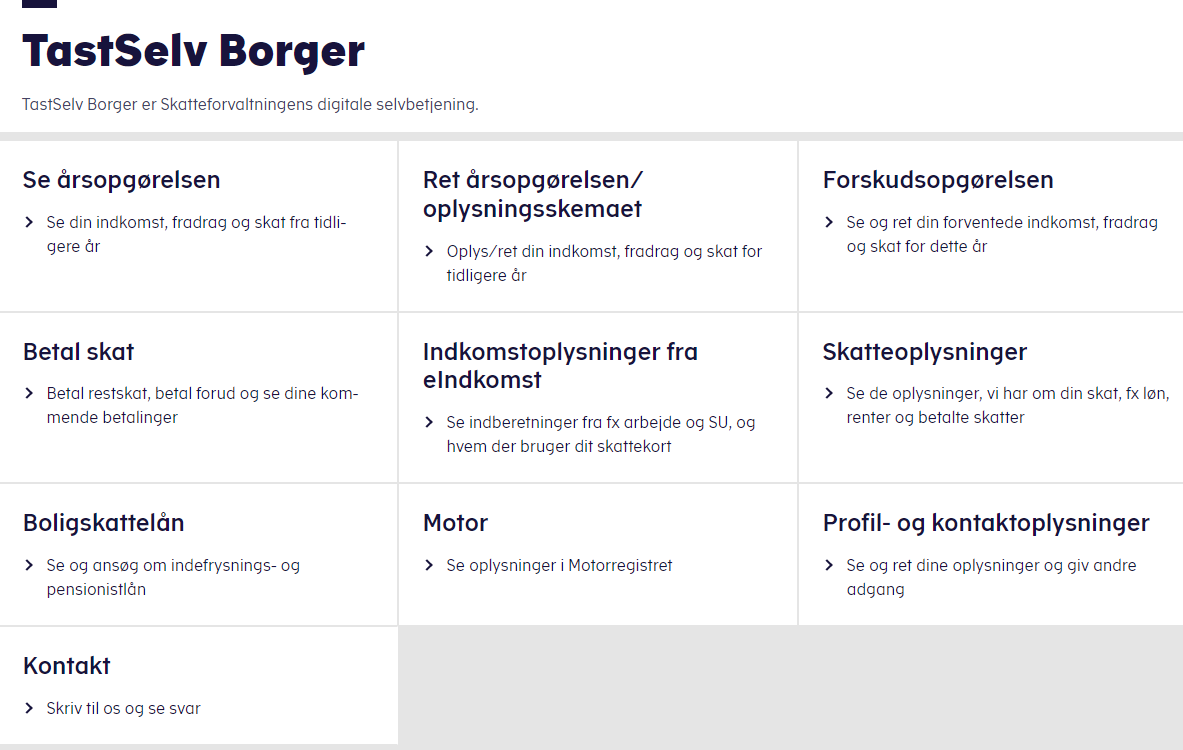 TastSelv Borger
TastSelv Borger er Skatteforvaltningens digitale selvbetjening.
Se årsopgørelsen
Se din indkomst, fradrag og skat fra tidli-
gere år
Ret årsopgørelsen/
oplysningsskemaet
Oplys/ret din indkomst, fradrag og skat for
tidligere år
Forskudsopgørelsen
Se og ret din forventede indkomst, fradrag
og skat for dette år
Betal skat
Betal restskat, betal forud og se dine kom-
mende betalinger
Indkomstoplysninger fra
eIndkomst
Se indberetninger fra fx arbejde og SU, og
hvem der bruger dit skattekort
Skatteoplysninger
Se de oplysninger, vi har om din skat, fx løn,
renter og betalte skatter
Boligskattelån
Se og ansøg om indefrysnings- og
pensionistlån
Motor
Se oplysninger i Motorregistret
Profil- og kontaktoplysninger
Se og ret dine oplysninger og giv andre
adgang
Kontakt
Skriv til os og se svar